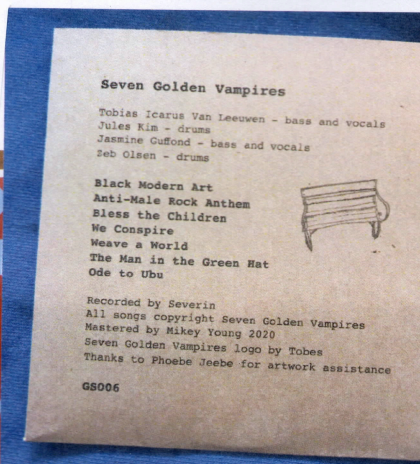 Seven Golden Vampires
Tobias Icarus Van Leeuwen - bass and vocals
Jules Kim - drums
Jasmine Guffond - bass and vocals
Zeb Olsen - drums
Black Modern Art
Anti-Male Rock Anthem
Bless the Children
We Conspire
Weave a World
The Man in the Green Hat
Ode to Ubu
Recorded by Severin
All songs copyright Seven Golden Vampires
Mastered by Mikey Young 2020
Seven Golden Vampires logo by Tobes
Thanks to Phoebe Jeebe for artwork assistance
GS006